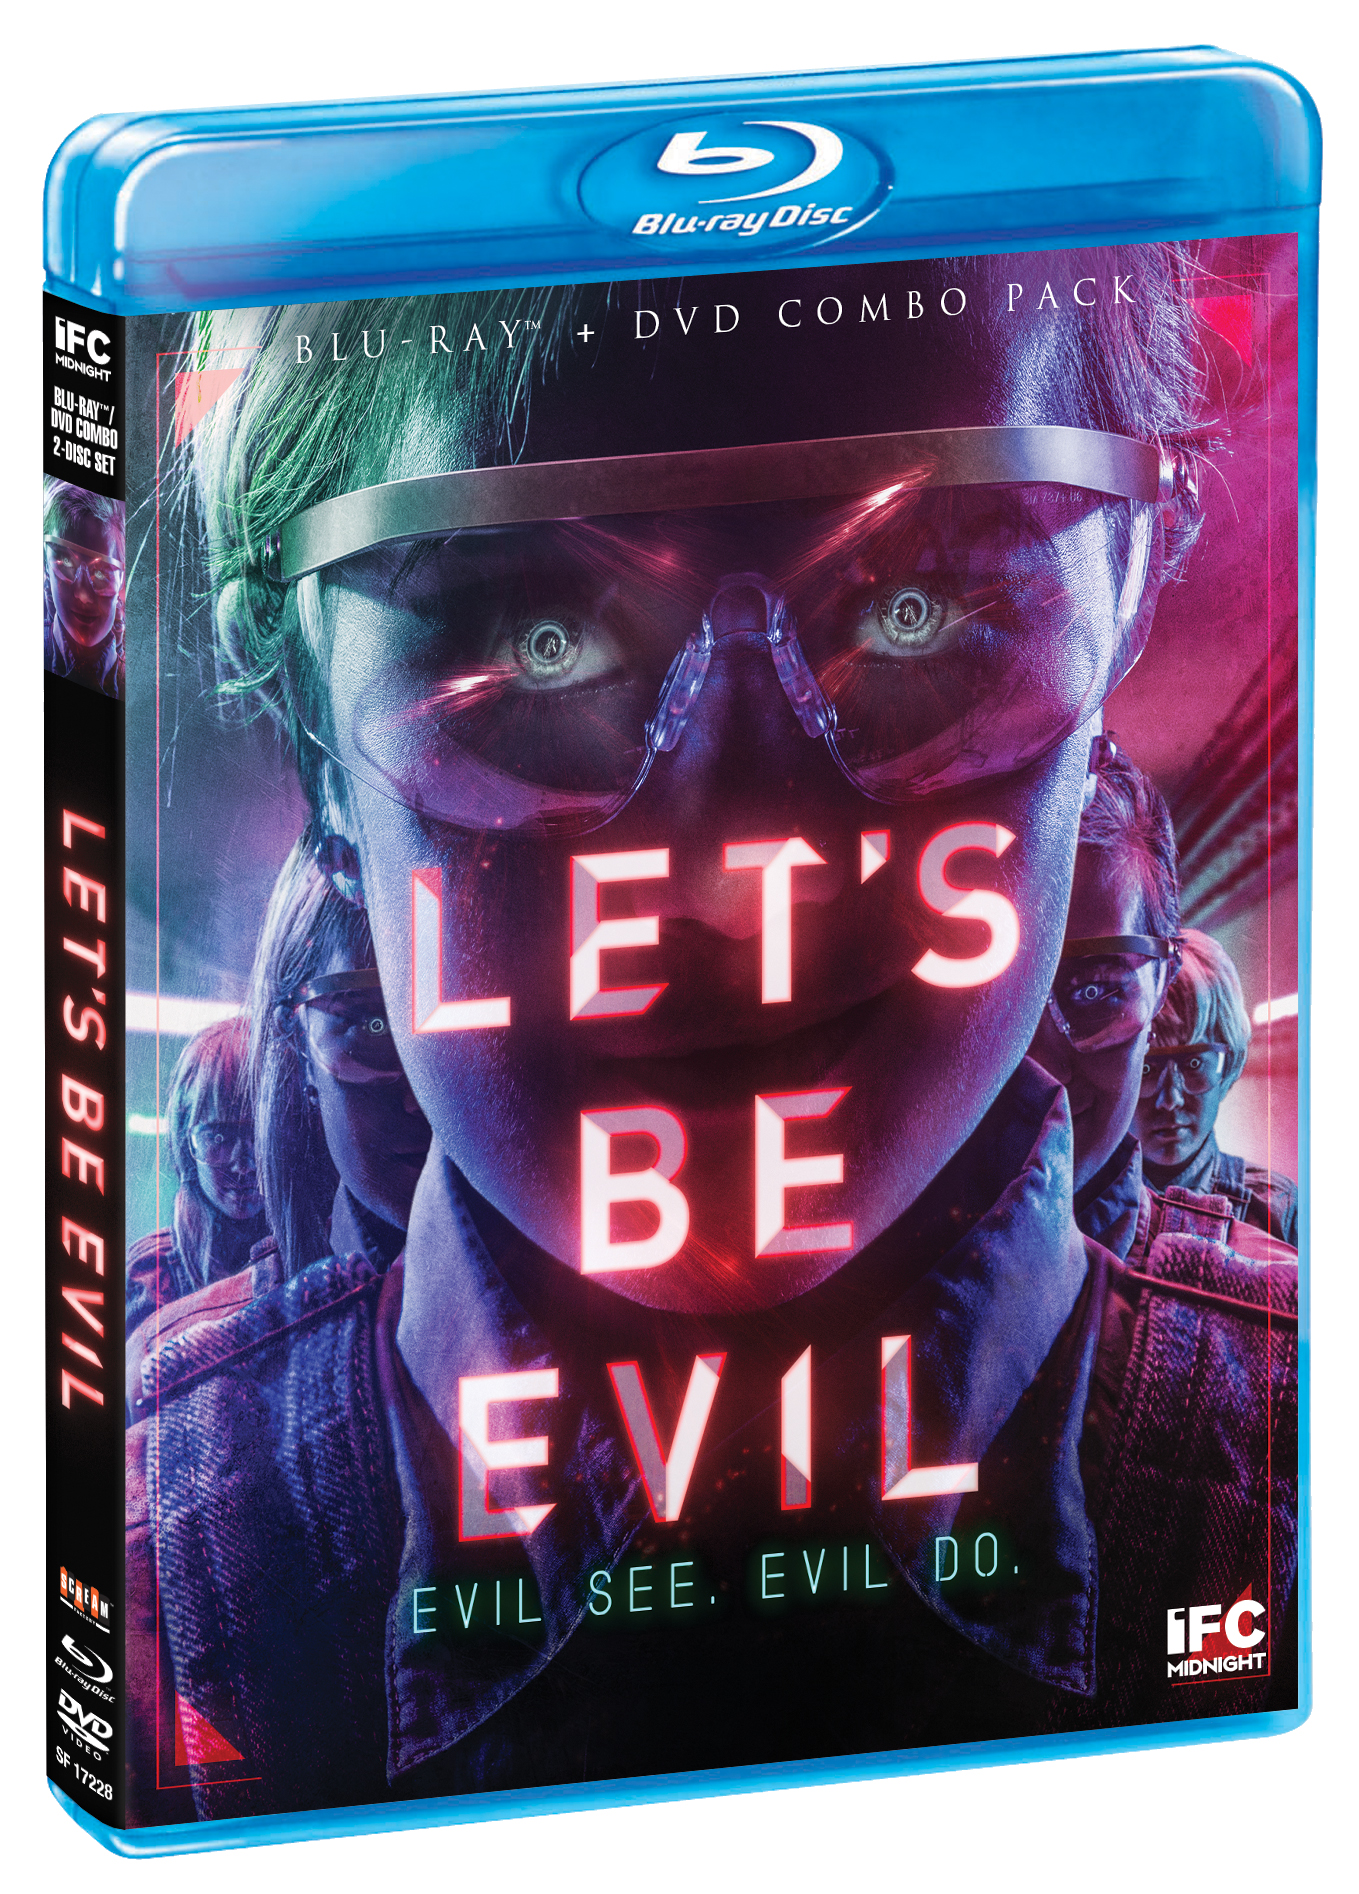 Blu-ray Disc
BLU-RAY™ + DVD COMBO PACK
LET'S
BE
EVIL
EVIL SEE. EVIL DO.
IFC
MIDNIGHT
IFC
MIDNIGHT
BLU-RAY™/
DVD COMBO
2-DISC SET
LET'S BE EVIL
SCREAM
FACTORY
Blu-ray Disc
DVD
VIDEO
SF 17228